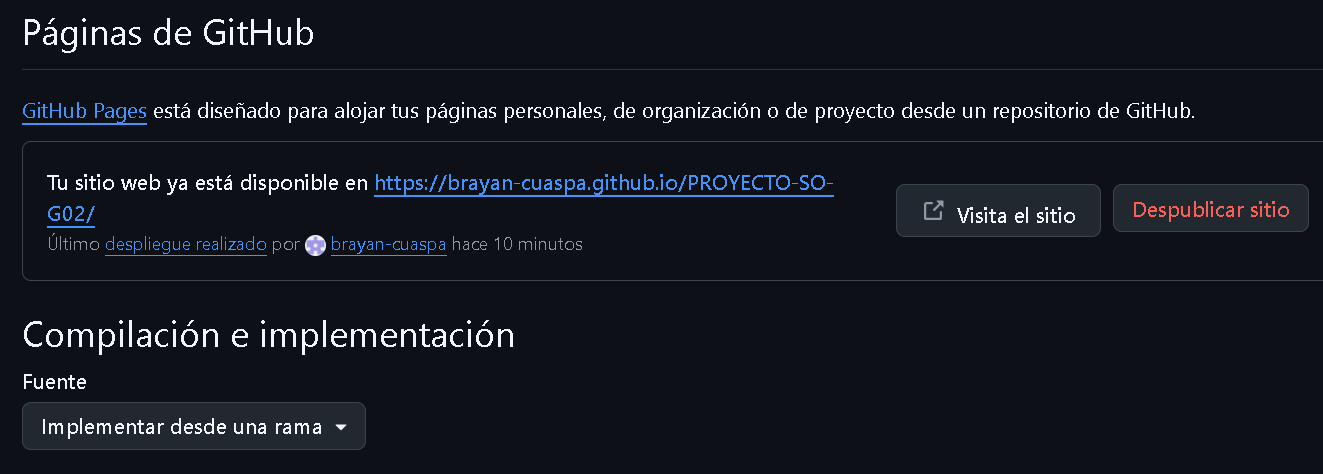 Páginas de GitHub
GitHub Pages está diseñado para alojar tus páginas personales, de organización o de proyecto desde un repositorio de GitHub.
Tu sitio web ya está disponible en https://brayan-cuaspa.github.io/PROYECTO-SO-
G02/
Visita el sitio
Despublicar sitio
Último despliegue realizado por brayan-cuaspa hace 10 minutos
Compilación e implementación
Fuente
Implementar desde una rama